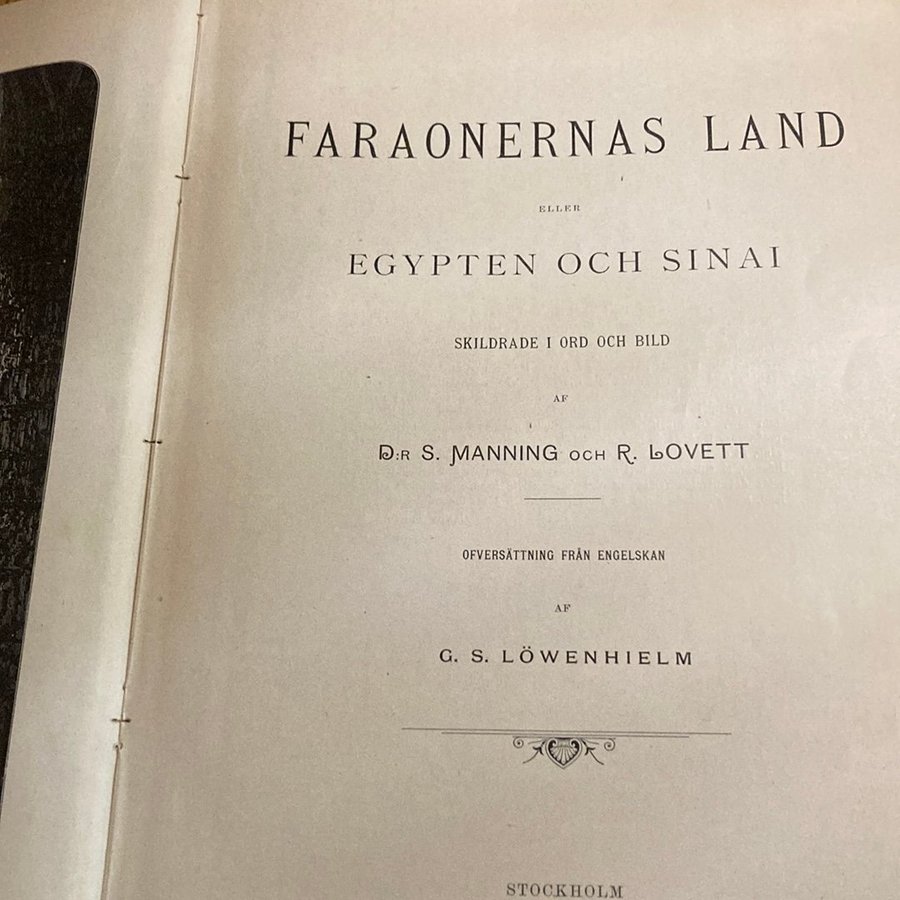 FARAONERNAS LAND
ELLER
EGYPTEN OCH SINAI
SKILDRADE I ORD OCH BILD
AF
D:R S. MANNING OCH R. LOVETT
OFVERSÄTTNING FRÅN ENGELSKAN
AF
G. S. LÖWENHIELM
STOCKHOLM